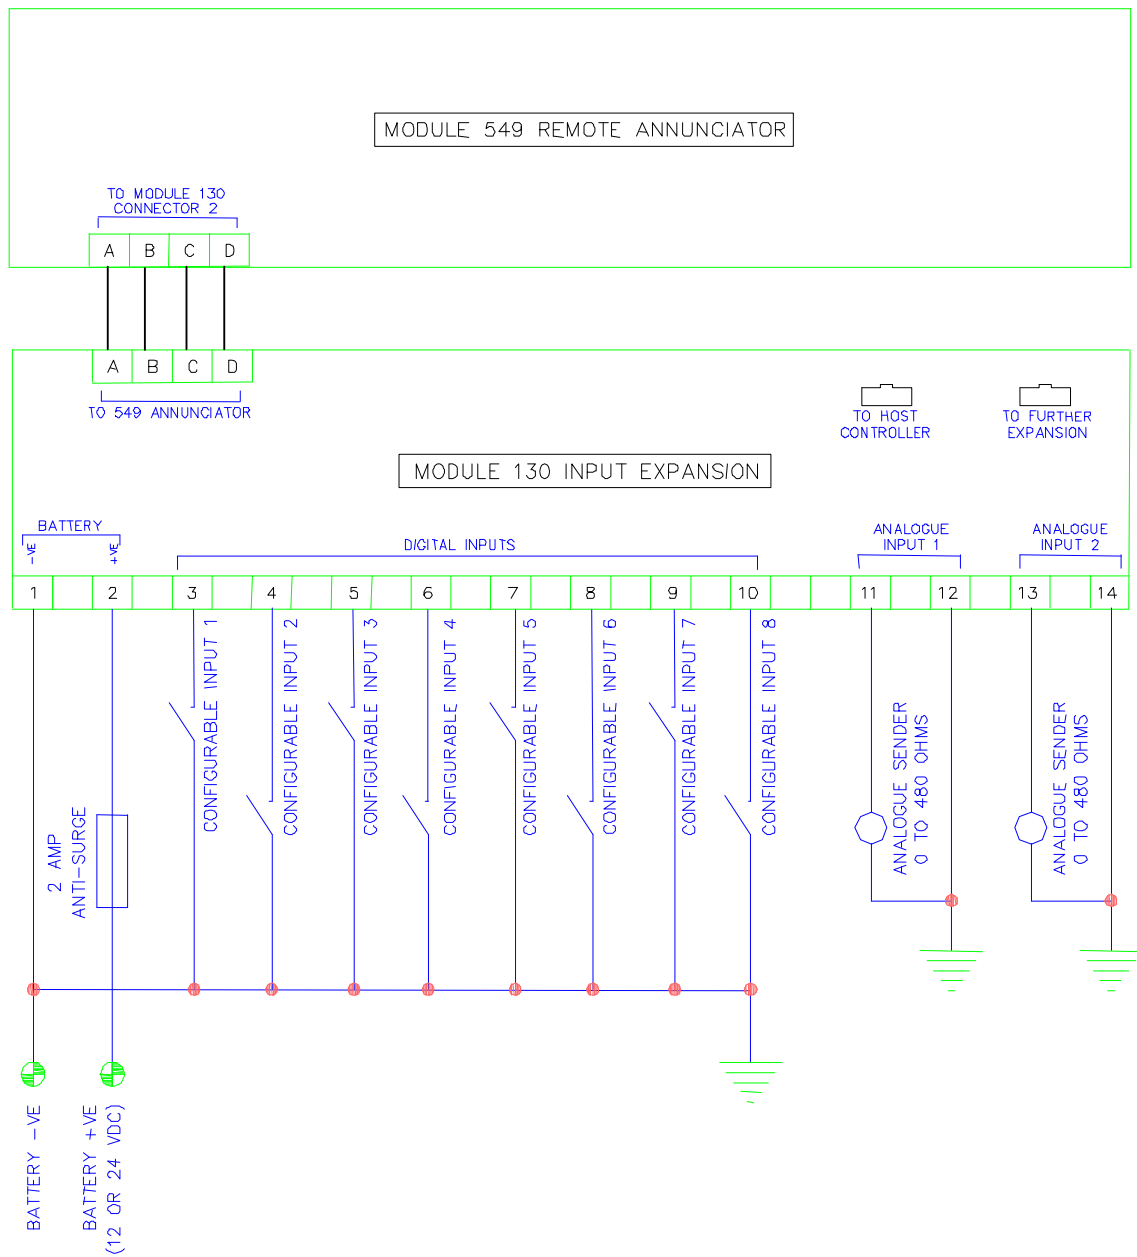 MODULE 549 REMOTE ANNUNCIATOR
TO MODULE 130
CONNECTOR 2
A B C D
A B C D
TO 549 ANNUNCIATOR
TO HOST
CONTROLLER
TO FURTHER
EXPANSION
MODULE 130 INPUT EXPANSION
BATTERY
-VE
+VE
DIGITAL INPUTS
ANALOGUE
INPUT 1
ANALOGUE
INPUT 2
1 2 3 4 5 6 7 8 9 10 11 12 13 14
CONFIGURABLE INPUT 1
CONFIGURABLE INPUT 2
CONFIGURABLE INPUT 3
CONFIGURABLE INPUT 4
CONFIGURABLE INPUT 5
CONFIGURABLE INPUT 6
CONFIGURABLE INPUT 7
CONFIGURABLE INPUT 8
ANALOGUE SENDER
0 TO 480 OHMS
ANALOGUE SENDER
0 TO 480 OHMS
2 AMP
ANTI-SURGE
BATTERY -VE
BATTERY +VE
(12 OR 24 VDC)